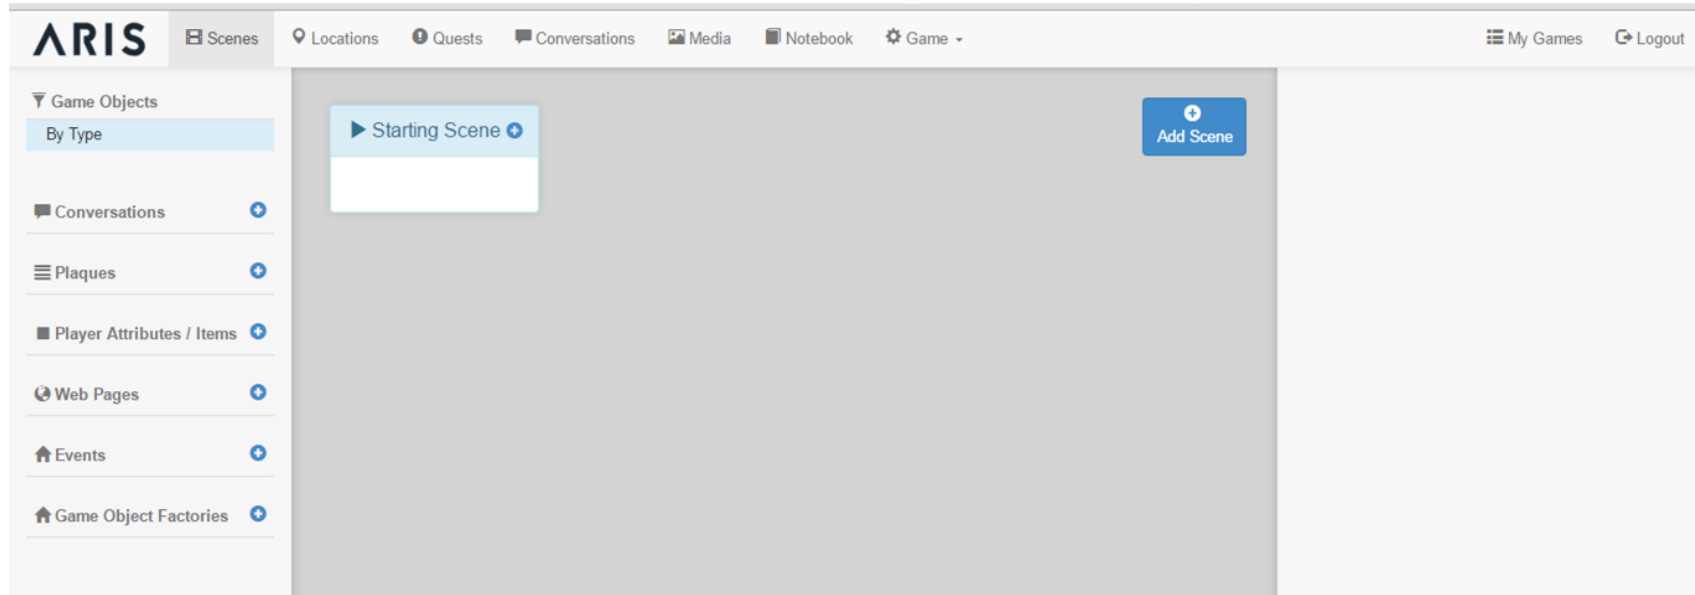 ARIS Scenes Locations Quests Conversations Media Notebook Game My Games Logout
Game Objects
By Type
Conversations
Plaques
Player Attributes / Items
Web Pages
Events
Game Object Factories
Starting Scene
Add Scene